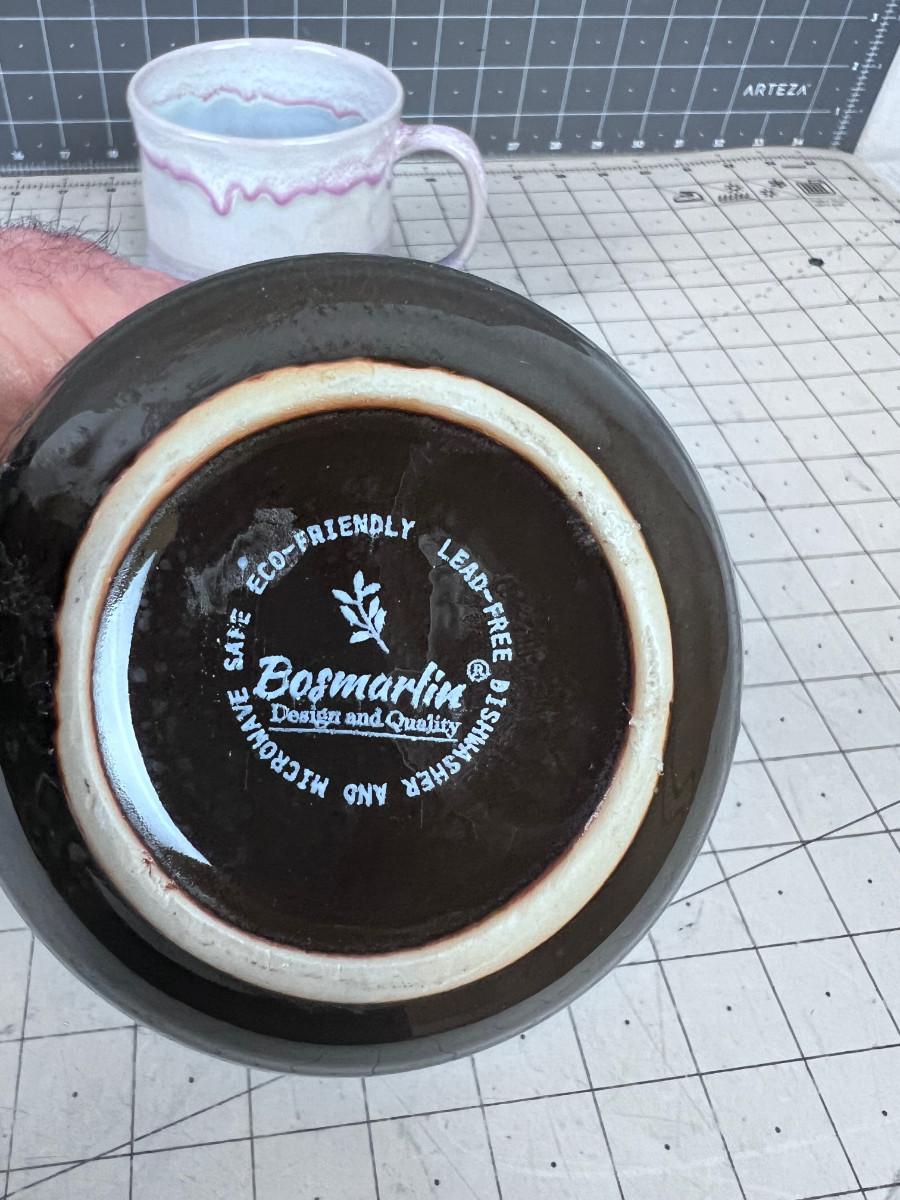 ARTEZA
ECO-FRIENDLY LEAD-FREE DISHWASHER AND MICROWAVE SAFE
Bosmarlin®
Design and Quality